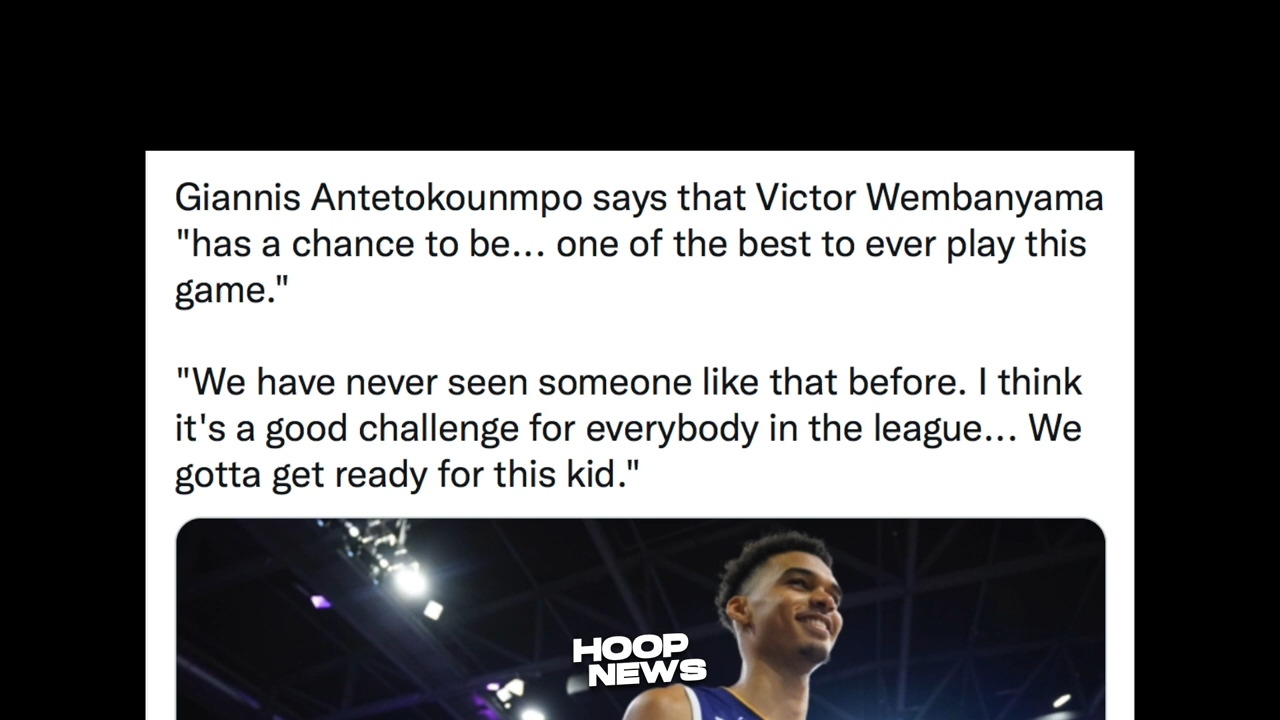 Giannis Antetokounmpo says that Victor Wembanyama
"has a chance to be... one of the best to ever play this
game."
"We have never seen someone like that before. I think
it's a good challenge for everybody in the league... We
gotta get ready for this kid."
HOOP
NEWS